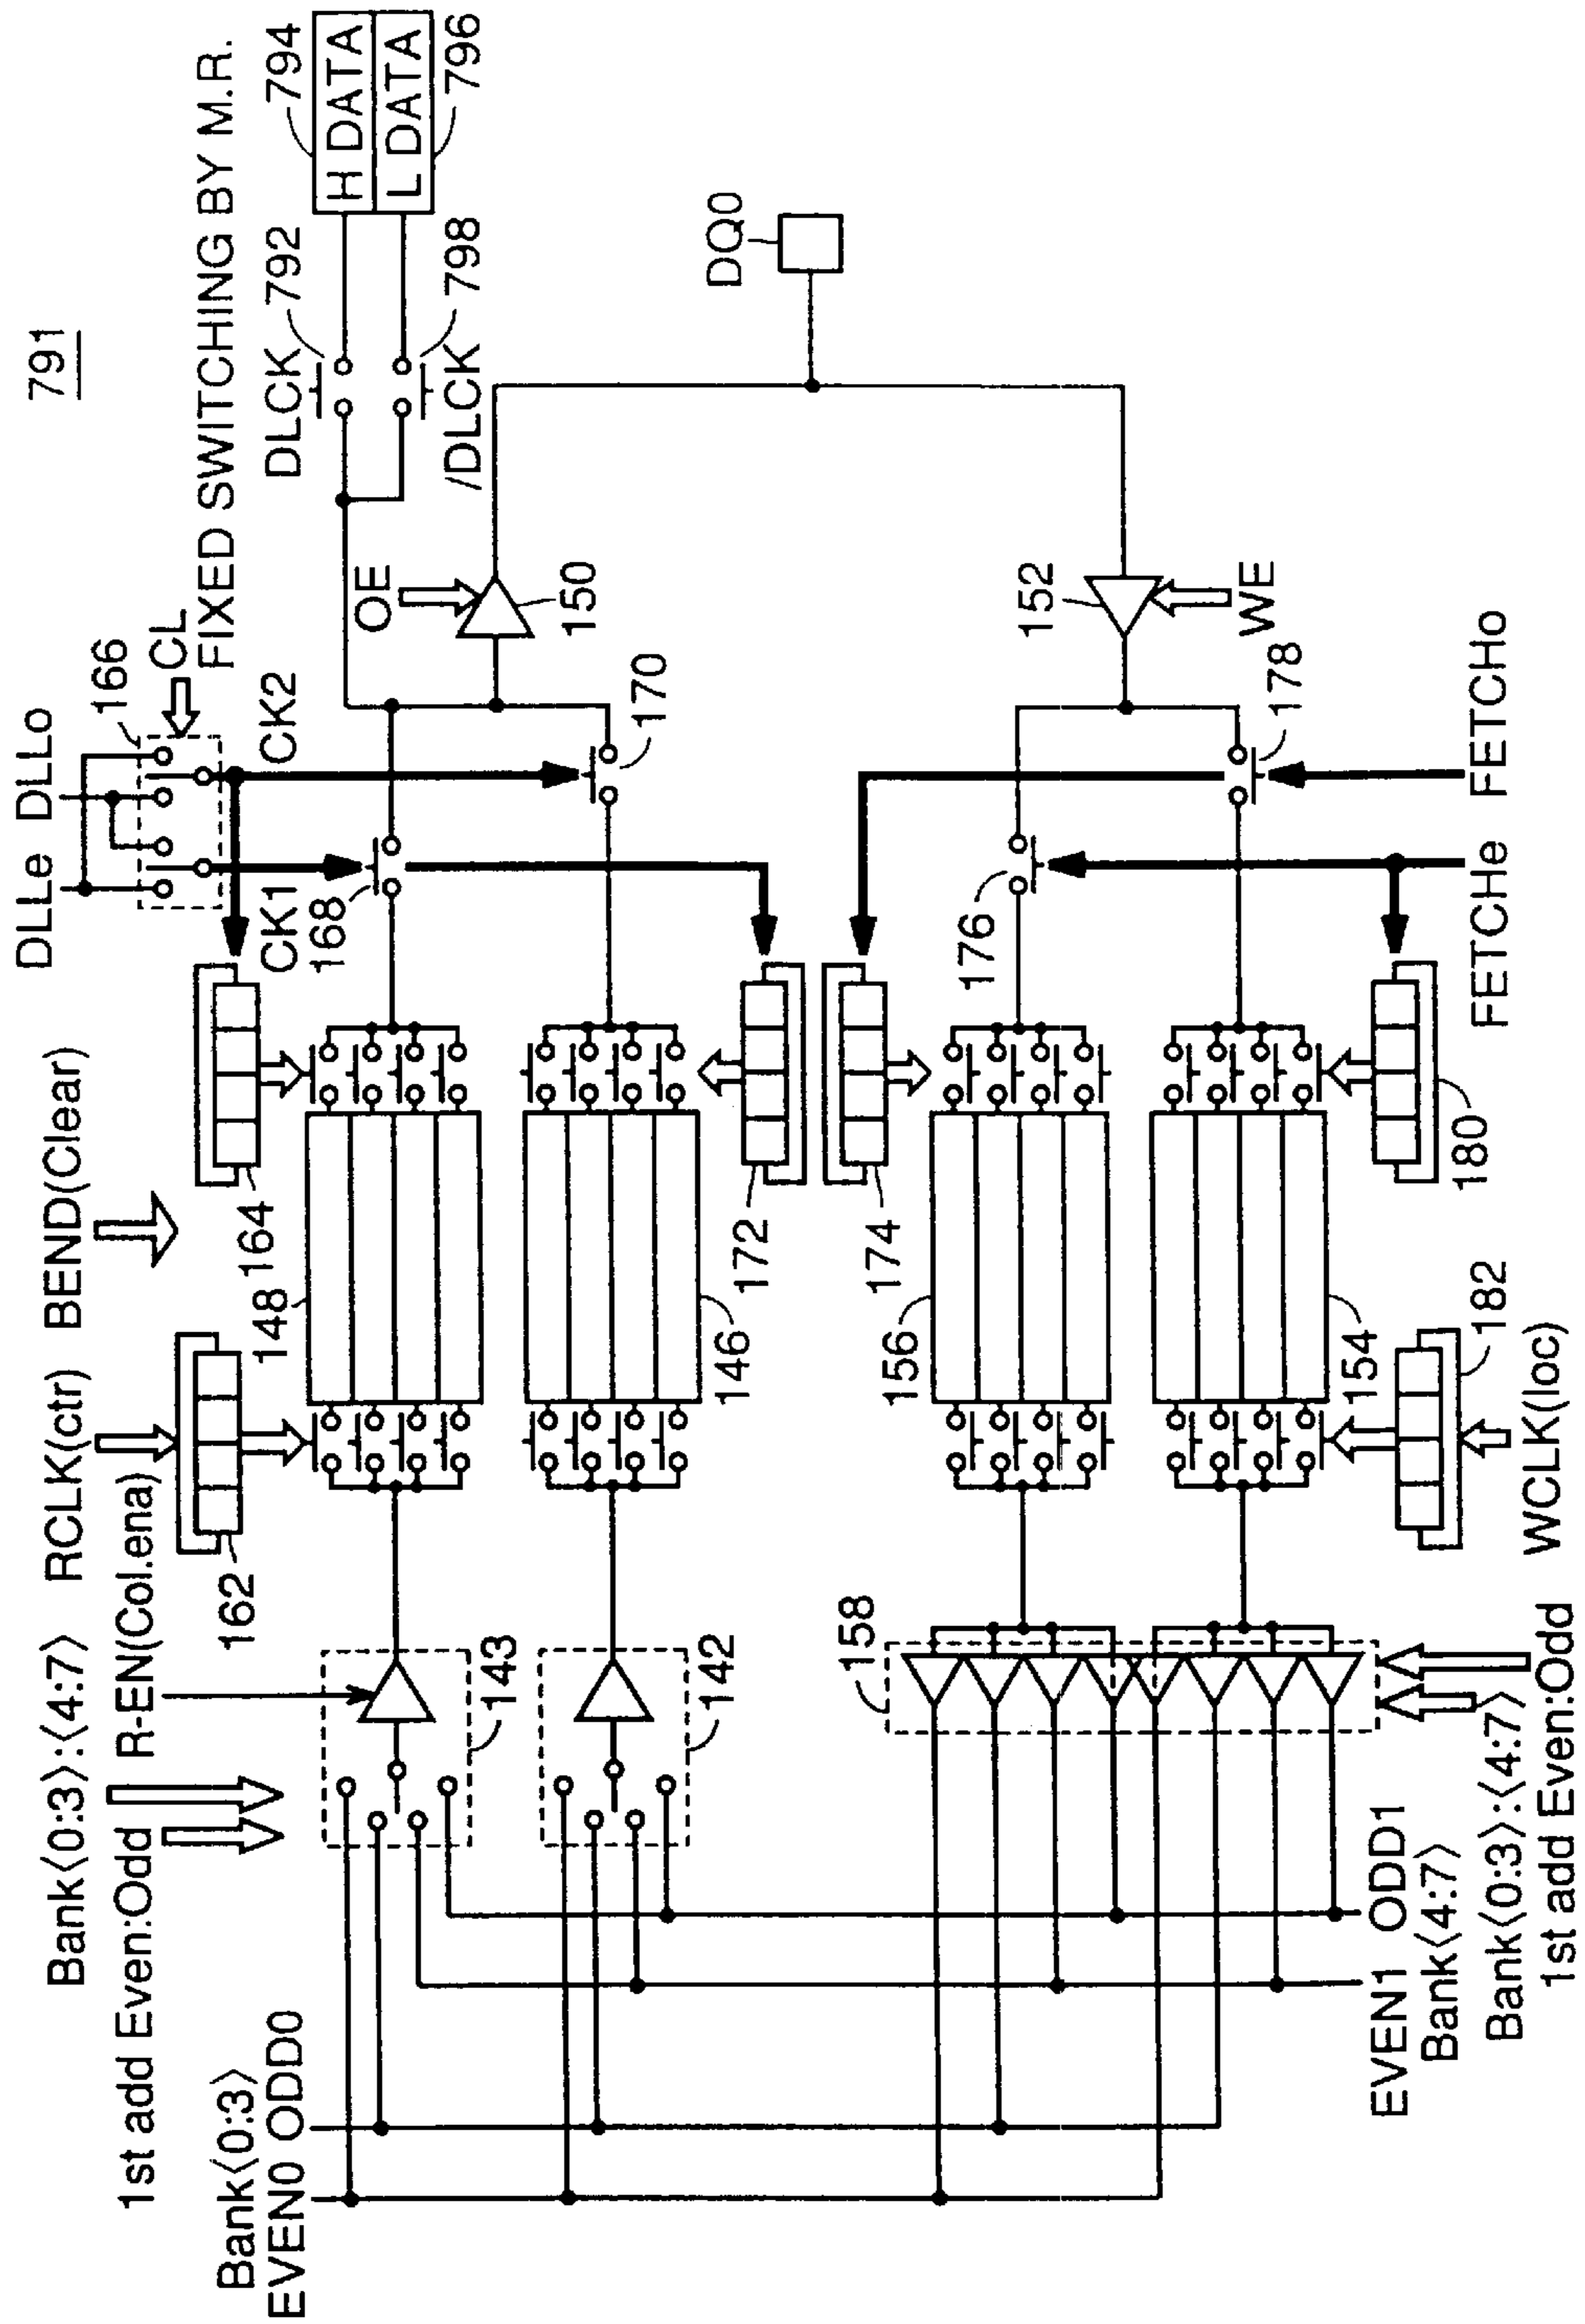 791
794
H DATA
L DATA
796
FIXED SWITCHING BY M.R.
DLCK 792
/DLCK 798
DQ0
DLLe DLLo
166
CL
CK2
CK1
OE
150
168
170
152
WE
176
178
FETCHe FETCHo
Bank<0:3>:<4:7> RCLK(ctr) BEND(Clear)
1st add Even:Odd R-EN(Col.ena)
162
164
148
146
172
174
156
154
180
182
WCLK(loc)
143
142
158
Bank<0:3>
EVEN0 ODD0
EVEN1 ODD1
Bank<4:7>
Bank<0:3>:<4:7>
1st add Even:Odd